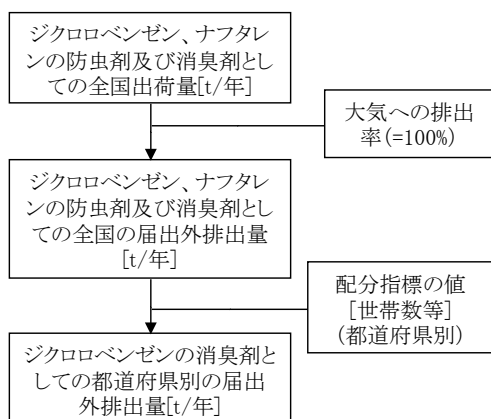 ジクロロベンゼン、ナフタレ
ンの防虫剤及び消臭剤とし
ての全国出荷量[t/年]
大気への排出
率(=100%)
ジクロロベンゼン、ナフタレ
ンの防虫剤及び消臭剤とし
ての全国の届出外排出量
[t/年]
配分指標の値
[世帯数等]
(都道府県別)
ジクロロベンゼンの消臭剤と
しての都道府県別の届出
外排出量[t/年]